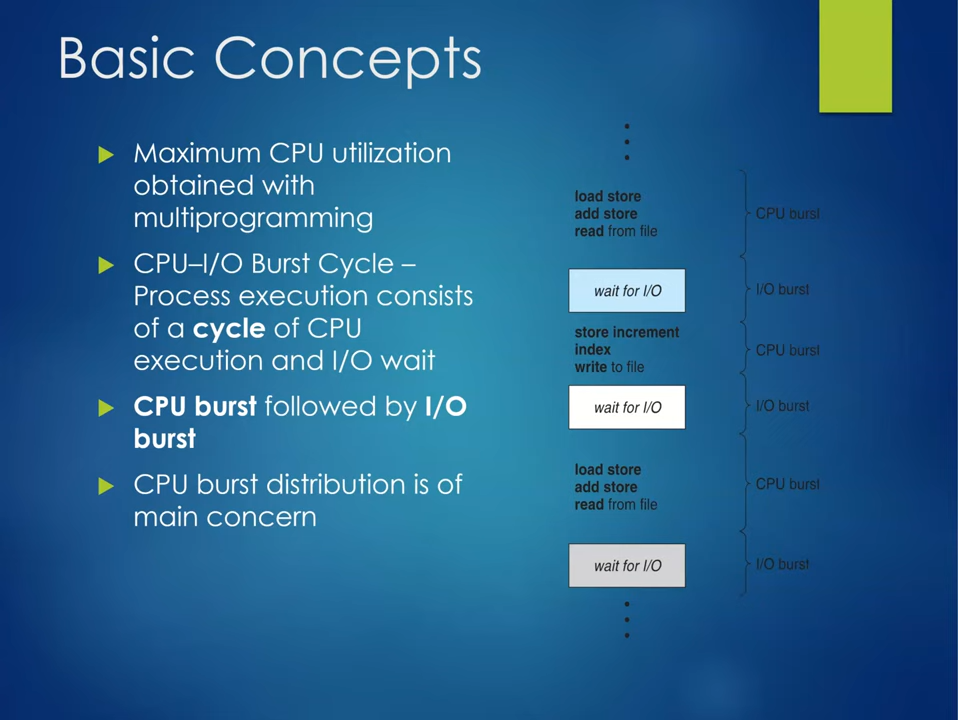 Basic Concepts
Maximum CPU utilization
obtained with
multiprogramming
CPU–I/O Burst Cycle –
Process execution consists
of a cycle of CPU
execution and I/O wait
CPU burst followed by I/O
burst
CPU burst distribution is of
main concern
load store
add store
read from file
CPU burst
wait for I/O
I/O burst
store increment
index
write to file
CPU burst
wait for I/O
I/O burst
load store
add store
read from file
CPU burst
wait for I/O
I/O burst